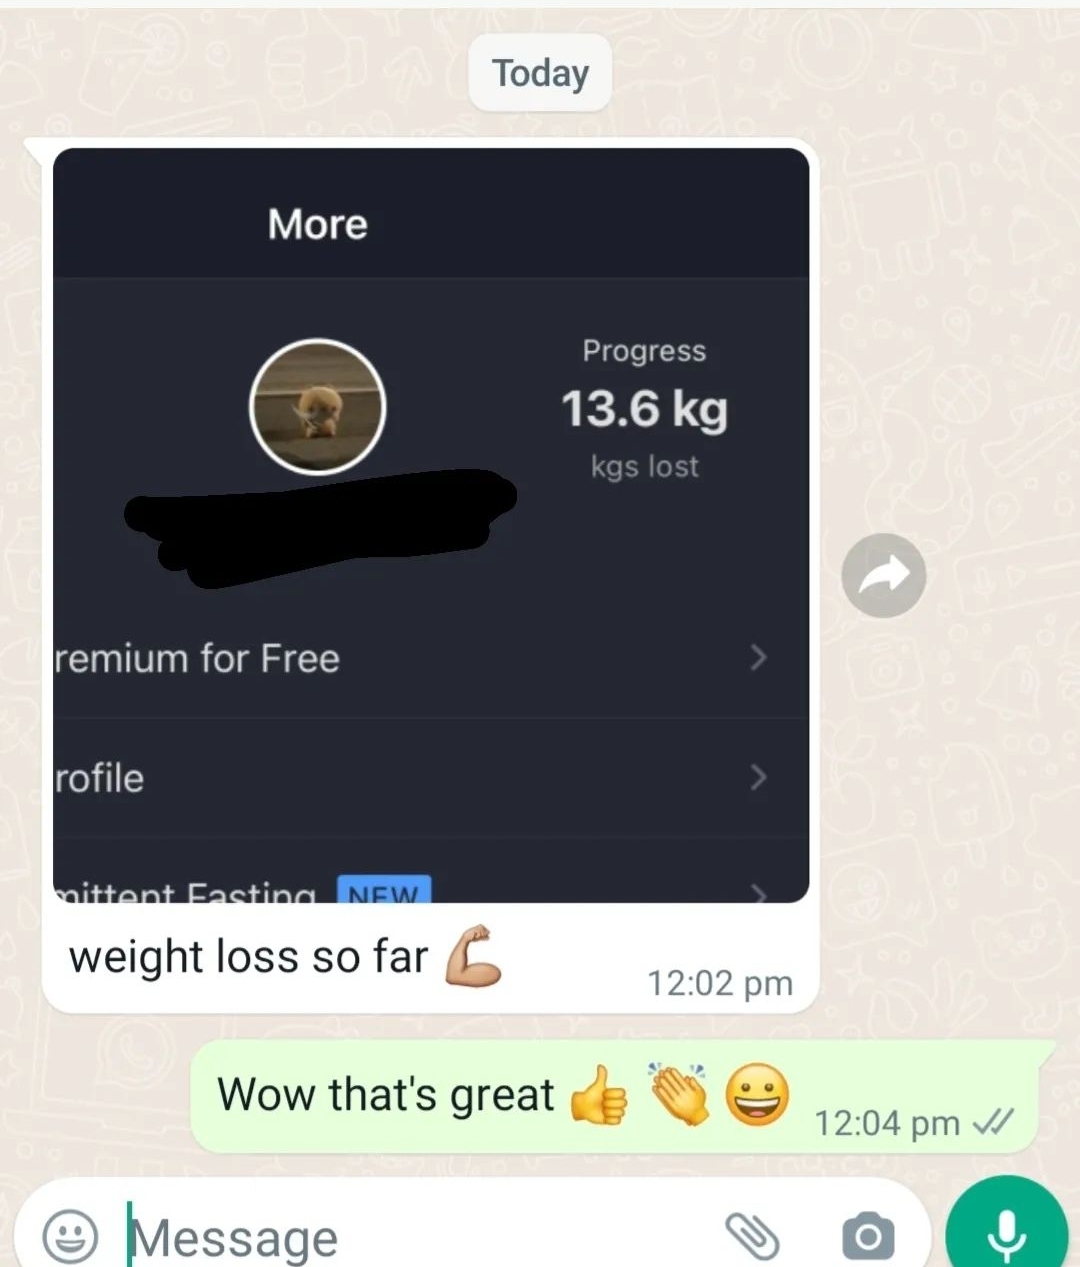 Today
More
Progress
13.6 kg
kgs lost
remium for Free
rofile
mittent Fasting NEW
weight loss so far 💪🏼
12:02 pm
Wow that's great 👍 👏 😀
12:04 pm
Message